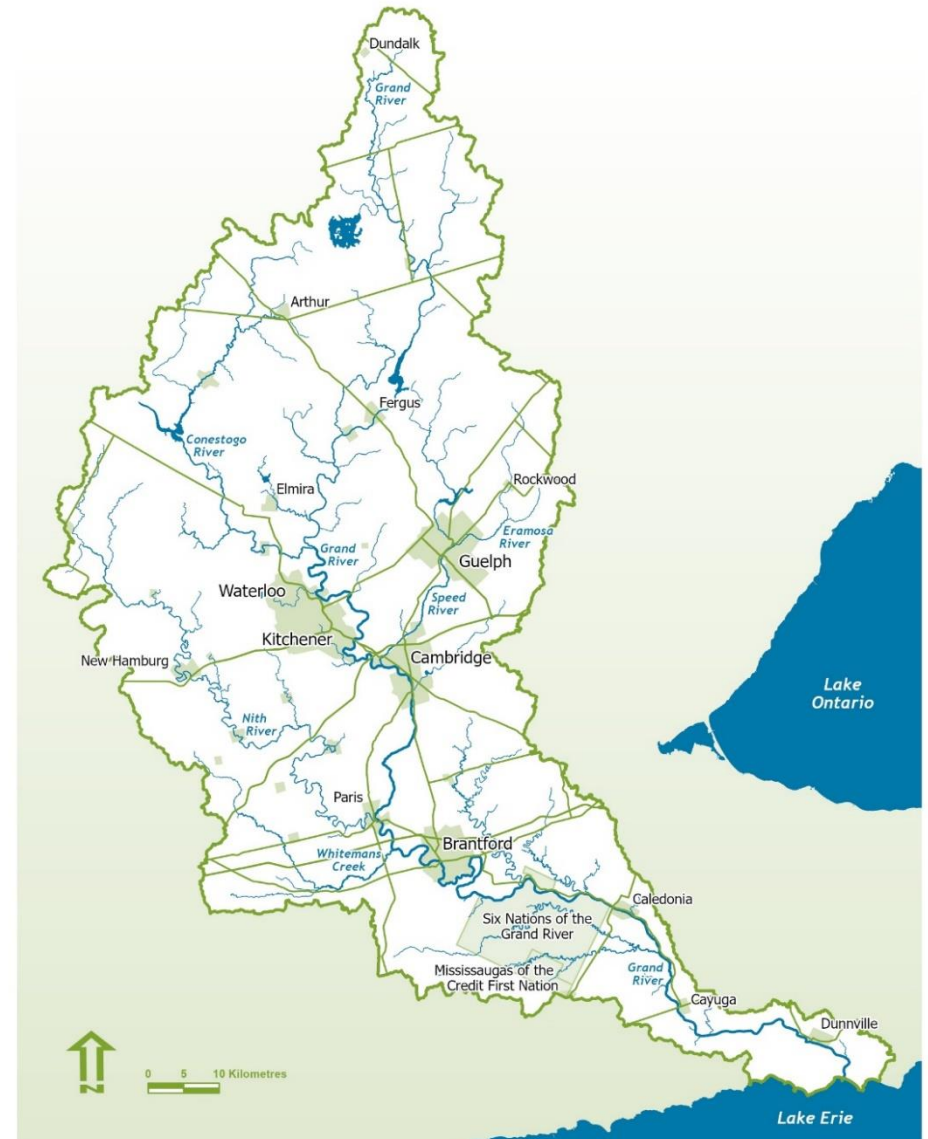 Dundalk
Grand
River
Arthur
Fergus
Conestogo
River
Elmira
Rockwood
Eramosa
River
Grand
River
Guelph
Waterloo
Speed
River
Kitchener
Cambridge
New Hamburg
Lake
Ontario
Nith
River
Paris
Brantford
Whitemans
Creek
Caledonia
Six Nations of the
Grand River
Mississaugas of the
Credit First Nation
Grand
River
Cayuga
Dunnville
N
0 5 10 Kilometres
Lake Erie